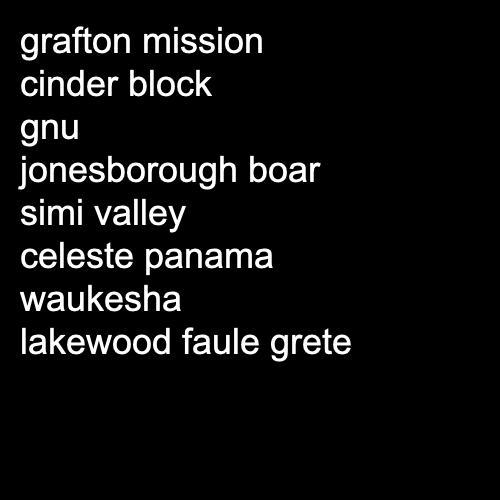 grafton mission
cinder block
gnu
jonesborough boar
simi valley
celeste panama
waukesha
lakewood faule grete